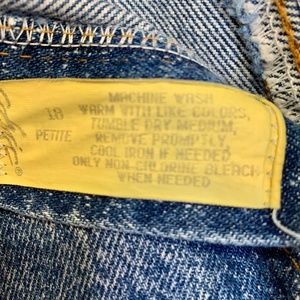 18
PETITE
MACHINE WASH
WARM WITH LIKE COLORS,
TUMBLE DRY MEDIUM,
REMOVE PROMPTLY
COOL IRON IF NEEDED
ONLY NON-CHLORINE BLEACH
WHEN NEEDED